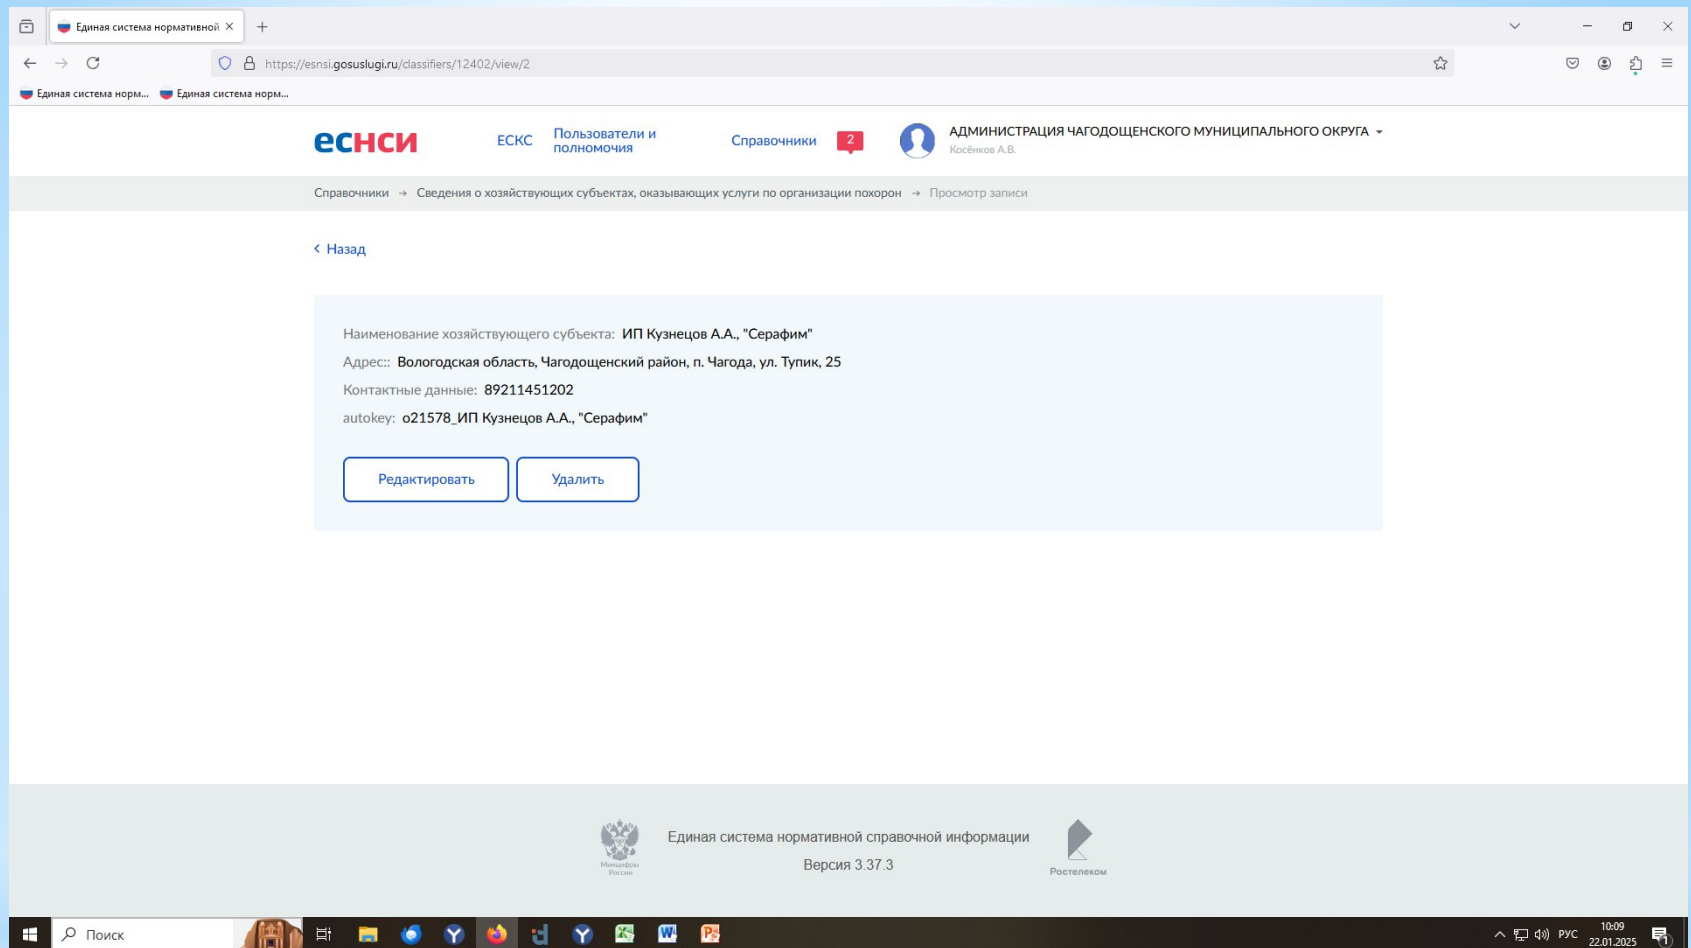 Единая система нормативной
https://esnsi.gosuslugi.ru/classifiers/12402/view/2
Единая система норм... Единая система норм...
еснси ЕСКС Пользователи и полномочия Справочники 2 АДМИНИСТРАЦИЯ ЧАГОДОЩЕНСКОГО МУНИЦИПАЛЬНОГО ОКРУГА
Косёнков А.В.
Справочники → Сведения о хозяйствующих субъектах, оказывающих услуги по организации похорон → Просмотр записи
Назад
Наименование хозяйствующего субъекта: ИП Кузнецов А.А., "Серафим"
Адрес:: Вологодская область, Чагодощенский район, п. Чагода, ул. Тупик, 25
Контактные данные: 89211451202
autokey: o21578_ИП Кузнецов А.А., "Серафим"
Редактировать Удалить
Единая система нормативной справочной информации
Версия 3.37.3
Минцифры
России
Ростелеком
Поиск
РУС
10:09
22.01.2025
1